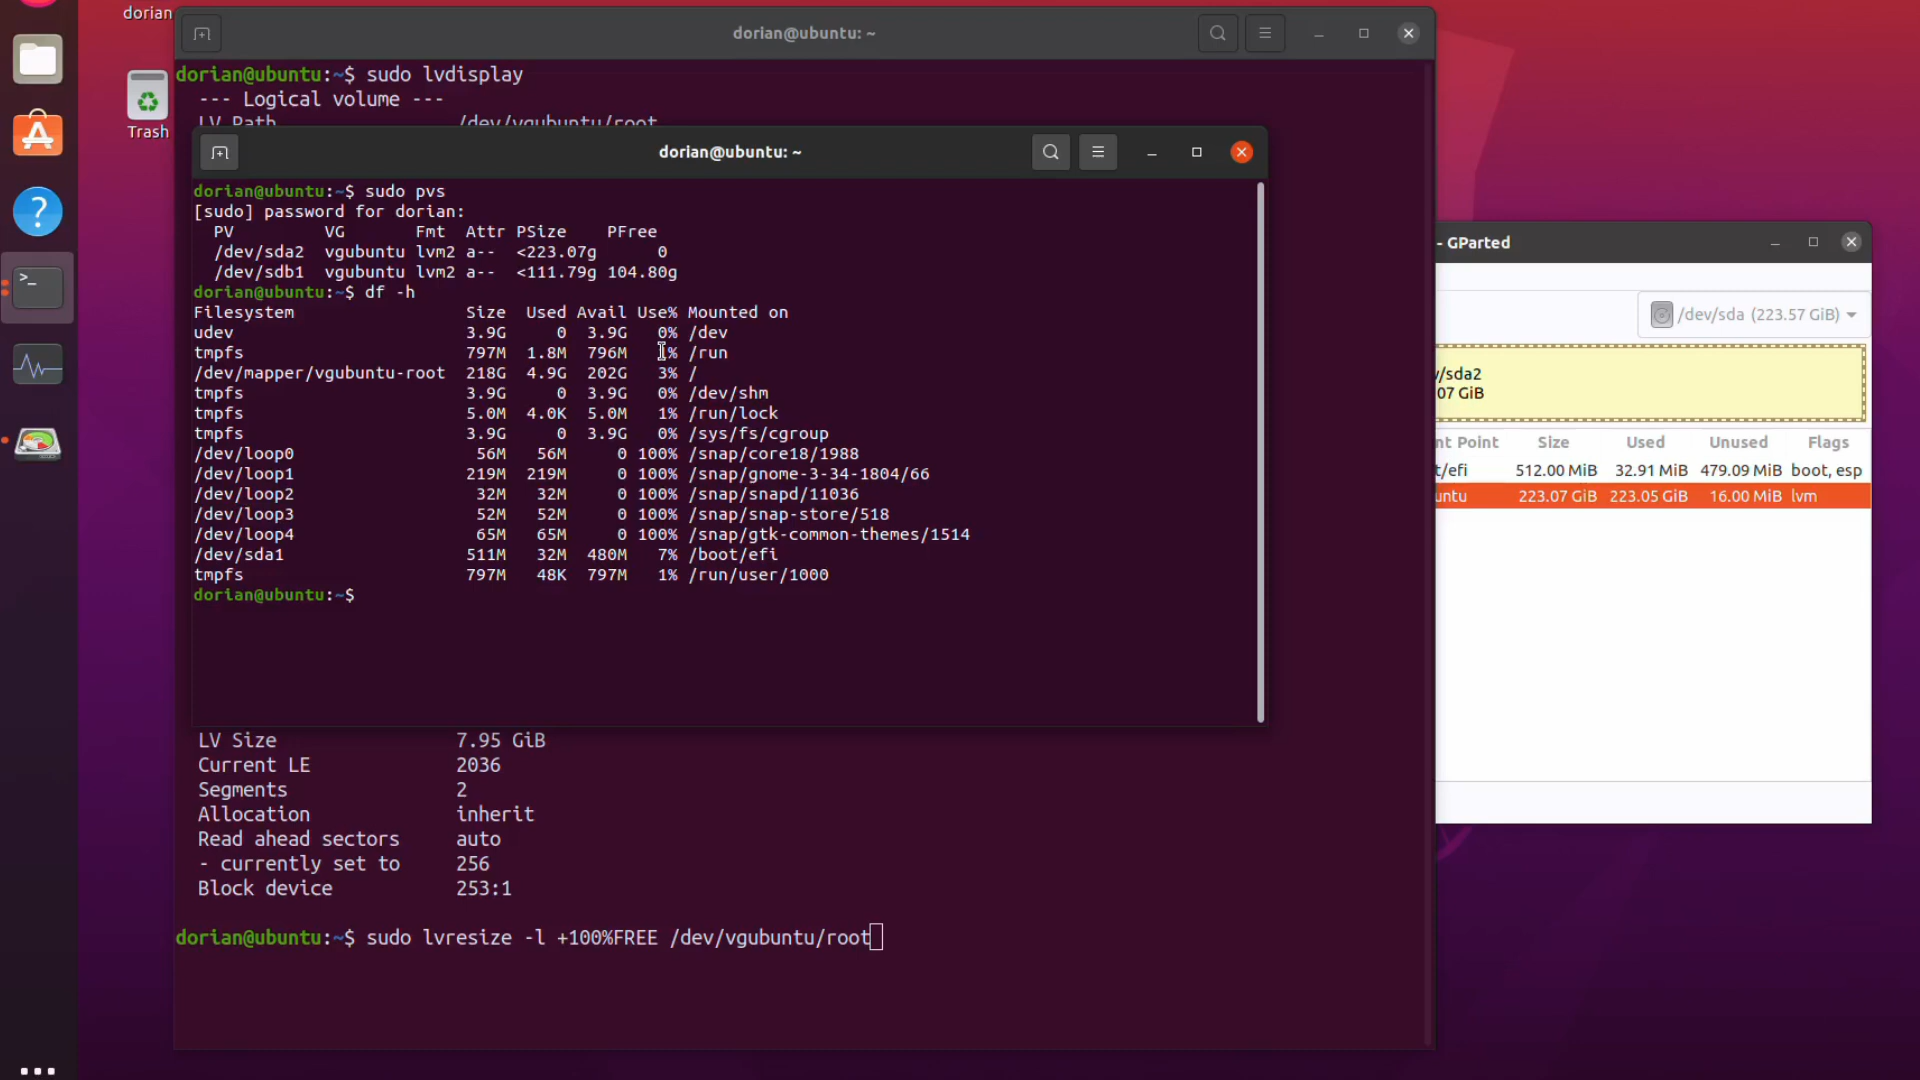 dorian
Trash
dorian@ubuntu: ~
dorian@ubuntu:~$ sudo lvdisplay
--- Logical volume ---
LV Path /dev/vgubuntu/root
dorian@ubuntu: ~
dorian@ubuntu:~$ sudo pvs
[sudo] password for dorian:
PV VG Fmt Attr PSize PFree
/dev/sda2 vgubuntu lvm2 a-- <223.07g 0
/dev/sdb1 vgubuntu lvm2 a-- <111.79g 104.80g
dorian@ubuntu:~$ df -h
Filesystem Size Used Avail Use% Mounted on
udev 3.9G 0 3.9G 0% /dev
tmpfs 797M 1.8M 796M 1% /run
/dev/mapper/vgubuntu-root 218G 4.9G 202G 3% /
tmpfs 3.9G 0 3.9G 0% /dev/shm
tmpfs 5.0M 4.0K 5.0M 1% /run/lock
tmpfs 3.9G 0 3.9G 0% /sys/fs/cgroup
/dev/loop0 56M 56M 0 100% /snap/core18/1988
/dev/loop1 219M 219M 0 100% /snap/gnome-3-34-1804/66
/dev/loop2 32M 32M 0 100% /snap/snapd/11036
/dev/loop3 52M 52M 0 100% /snap/snap-store/518
/dev/loop4 65M 65M 0 100% /snap/gtk-common-themes/1514
/dev/sda1 511M 32M 480M 7% /boot/efi
tmpfs 797M 48K 797M 1% /run/user/1000
dorian@ubuntu:~$
LV Size 7.95 GiB
Current LE 2036
Segments 2
Allocation inherit
Read ahead sectors auto
- currently set to 256
Block device 253:1
dorian@ubuntu:~$ sudo lvresize -l +100%FREE /dev/vgubuntu/root
- GParted
/dev/sda (223.57 GiB)
v/sda2
07 GiB
nt Point Size Used Unused Flags
t/efi 512.00 MiB 32.91 MiB 479.09 MiB boot, esp
untu 223.07 GiB 223.05 GiB 16.00 MiB lvm